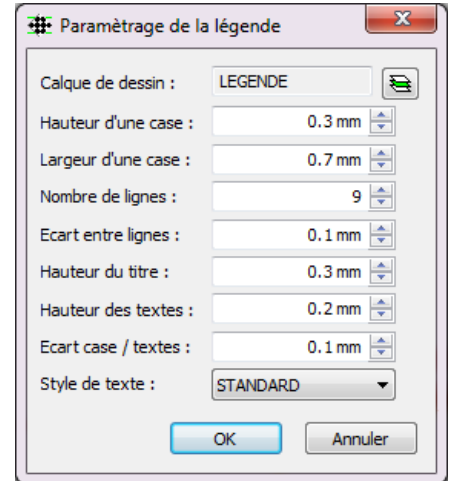 Paramètrage de la légende
Calque de dessin : LEGENDE
Hauteur d'une case : 0.3 mm
Largeur d'une case : 0.7 mm
Nombre de lignes : 9
Ecart entre lignes : 0.1 mm
Hauteur du titre : 0.3 mm
Hauteur des textes : 0.2 mm
Ecart case / textes : 0.1 mm
Style de texte : STANDARD
OK Annuler